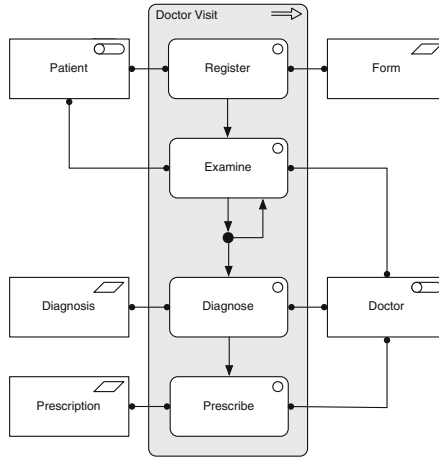 Doctor Visit
Patient
Register
Form
Examine
Diagnosis
Diagnose
Doctor
Prescription
Prescribe